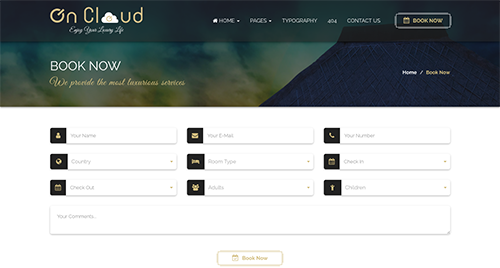 On Cloud
Enjoy Your Luxury Life
HOME PAGES TYPOGRAPHY 404 CONTACT US BOOK NOW
BOOK NOW
We provide the most luxurious services
Home / Book Now
Your Name Your E-Mail Your Number
Country Room Type Check In
Check Out Adults Children
Your Comments...
Book Now